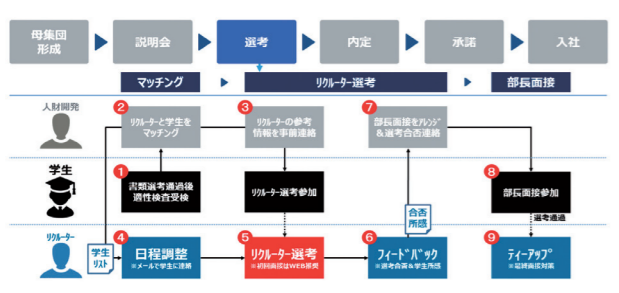 母集団
形成
説明会
選考
内定
承諾
入社
マッチング
リクルーター選考
部長面接
人財開発
2
リクルーターと学生を
マッチング
3
リクルーターの参考
情報を事前連絡
7
部長面接をアレンジ
&選考合否連絡
学生
1
書類選考通過後
適性検査受検
リクルーター選考参加
8
部長面接参加
合否
所感
選考通過
リクルーター
学生
リスト
4
日程調整
※メールで学生に連絡
5
リクルーター選考
※初回面接はWEB推奨
6
フィードバック
※選考合否&学生所感
9
ティーアップ
※最終面接対策